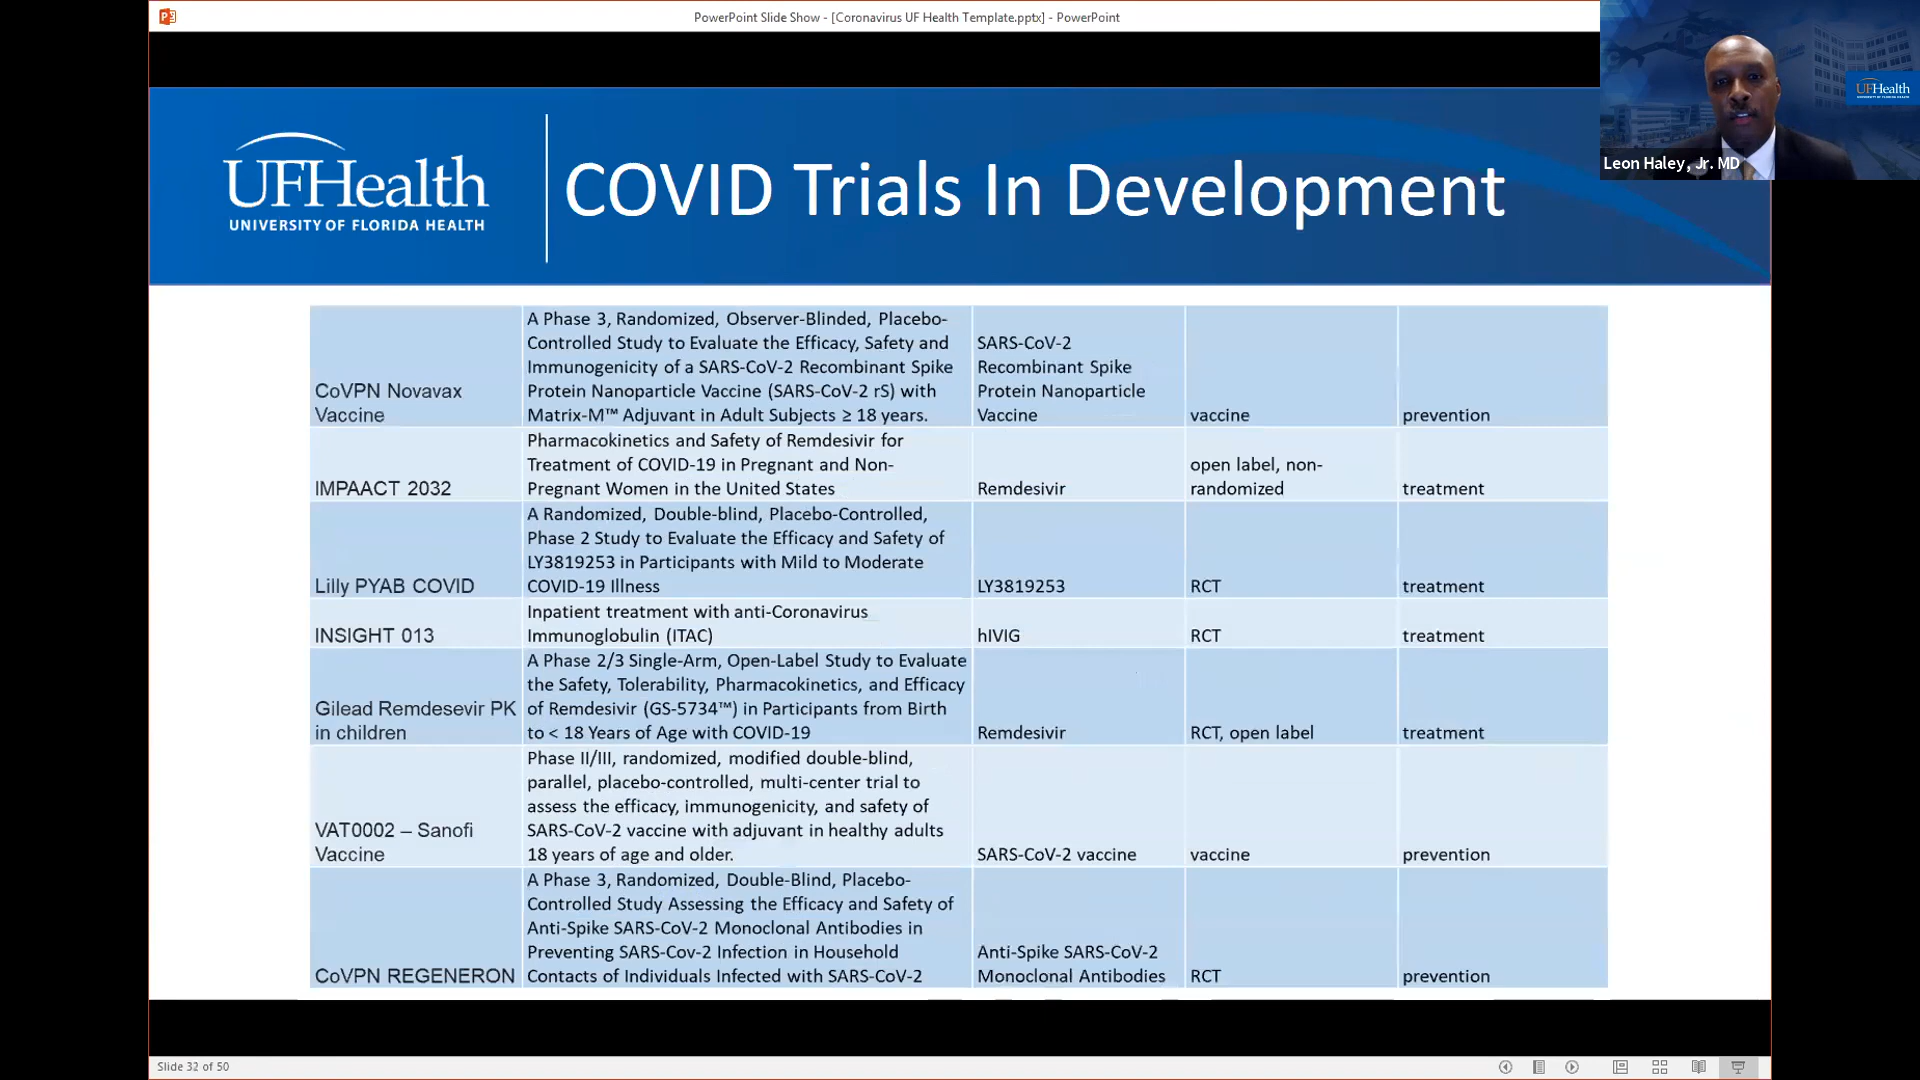 PowerPoint Slide Show - [Coronavirus UF Health Template.pptx] - PowerPoint
UFHealth
UNIVERSITY OF FLORIDA HEALTH
COVID Trials In Development
UFHealth
UNIVERSITY OF FLORIDA HEALTH
Leon Haley, Jr. MD
CoVPN Novavax
Vaccine
A Phase 3, Randomized, Observer-Blinded, Placebo-
Controlled Study to Evaluate the Efficacy, Safety and
Immunogenicity of a SARS-CoV-2 Recombinant Spike
Protein Nanoparticle Vaccine (SARS-CoV-2 rS) with
Matrix-M™ Adjuvant in Adult Subjects ≥ 18 years.
SARS-CoV-2
Recombinant Spike
Protein Nanoparticle
Vaccine
vaccine
prevention
IMPAACT 2032
Pharmacokinetics and Safety of Remdesivir for
Treatment of COVID-19 in Pregnant and Non-
Pregnant Women in the United States
Remdesivir
open label, non-
randomized
treatment
Lilly PYAB COVID
A Randomized, Double-blind, Placebo-Controlled,
Phase 2 Study to Evaluate the Efficacy and Safety of
LY3819253 in Participants with Mild to Moderate
COVID-19 Illness
LY3819253
RCT
treatment
INSIGHT 013
Inpatient treatment with anti-Coronavirus
Immunoglobulin (ITAC)
hIVIG
RCT
treatment
Gilead Remdesevir PK
in children
A Phase 2/3 Single-Arm, Open-Label Study to Evaluate
the Safety, Tolerability, Pharmacokinetics, and Efficacy
of Remdesivir (GS-5734™) in Participants from Birth
to < 18 Years of Age with COVID-19
Remdesivir
RCT, open label
treatment
VAT0002 – Sanofi
Vaccine
Phase II/III, randomized, modified double-blind,
parallel, placebo-controlled, multi-center trial to
assess the efficacy, immunogenicity, and safety of
SARS-CoV-2 vaccine with adjuvant in healthy adults
18 years of age and older.
SARS-CoV-2 vaccine
vaccine
prevention
CoVPN REGENERON
A Phase 3, Randomized, Double-Blind, Placebo-
Controlled Study Assessing the Efficacy and Safety of
Anti-Spike SARS-CoV-2 Monoclonal Antibodies in
Preventing SARS-Cov-2 Infection in Household
Contacts of Individuals Infected with SARS-CoV-2
Anti-Spike SARS-CoV-2
Monoclonal Antibodies
RCT
prevention
Slide 32 of 50